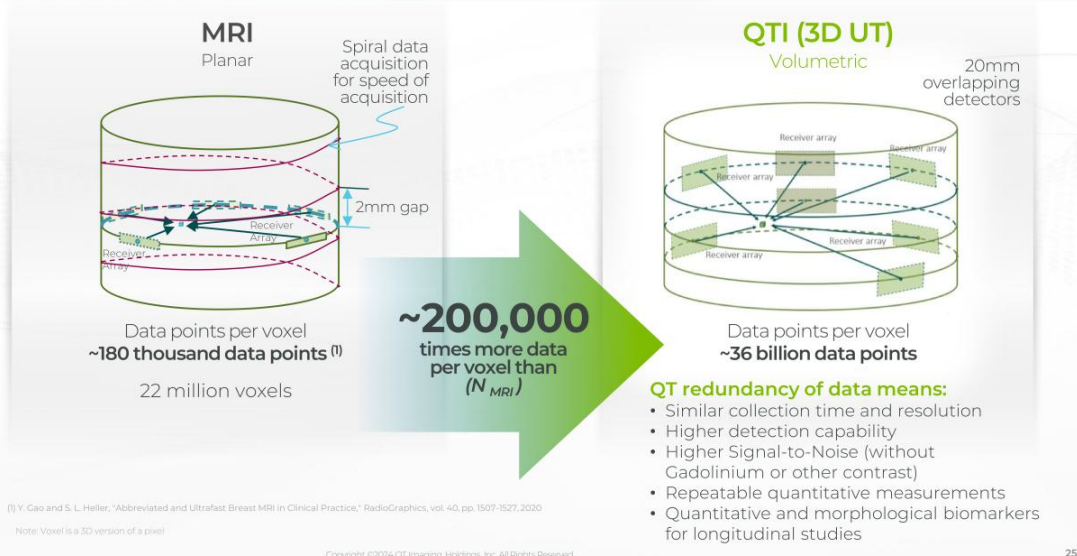 MRI
Planar
Spiral data
acquisition
for speed of
acquisition
2mm gap
Receiver
Array
Receiver
Array
Data points per voxel
~180 thousand data points (1)
22 million voxels
~200,000
times more data
per voxel than
(N MRI)
QTI (3D UT)
Volumetric
20mm
overlapping
detectors
Receiver array
Receiver array
Receiver array
Receiver array
Receiver array
Data points per voxel
~36 billion data points
QT redundancy of data means:
• Similar collection time and resolution
• Higher detection capability
• Higher Signal-to-Noise (without
Gadolinium or other contrast)
• Repeatable quantitative measurements
• Quantitative and morphological biomarkers
for longitudinal studies
(1) Y. Gao and S. L. Heller, "Abbreviated and Ultrafast Breast MRI in Clinical Practice," RadioGraphics, vol. 40, pp. 1507-1527, 2020
Note: Voxel is a 3D version of a pixel
Copyright ©2024 QT Imaging Holdings, Inc. All Rights Reserved
25